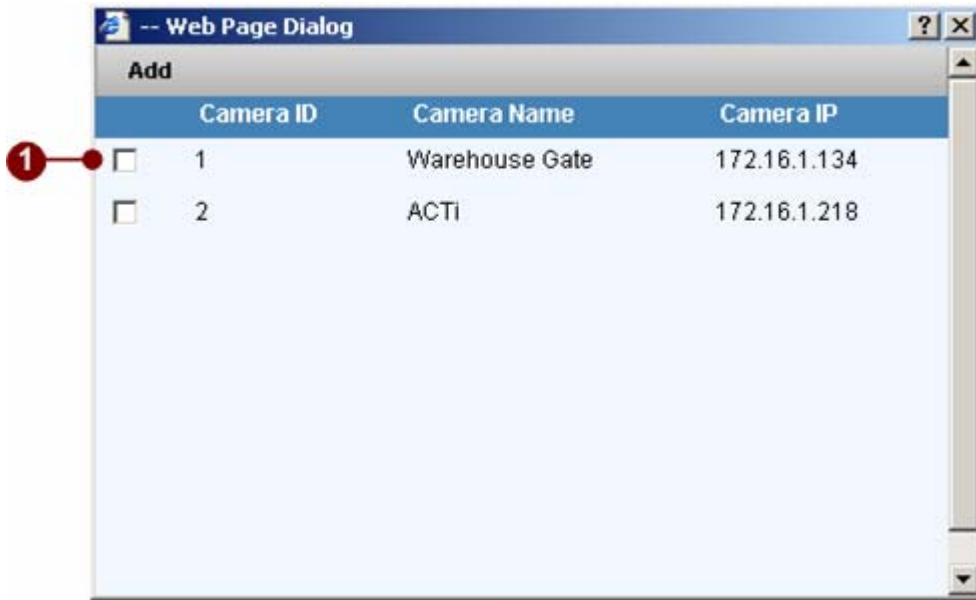 -- Web Page Dialog
Add
Camera ID Camera Name Camera IP
1 1 Warehouse Gate 172.16.1.134
2 ACTi 172.16.1.218